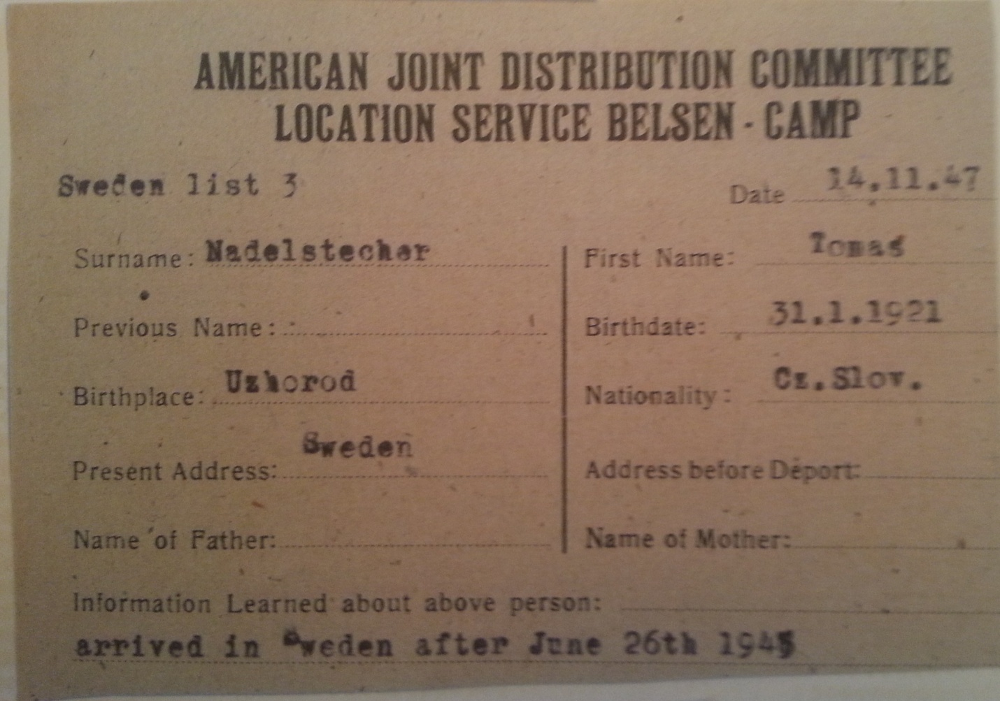 AMERICAN JOINT DISTRIBUTION COMMITTEE
LOCATION SERVICE BELSEN - CAMP
Sweden list 3
Date 14.11.47
Surname: Nadelstecher
First Name: Tomas
Previous Name:
Birthdate: 31.1.1921
Birthplace: Uzhorod
Nationality: Cz.Slov.
Present Address: Sweden
Address before Deport:
Name of Father:
Name of Mother:
Information Learned about above person:
arrived in Sweden after June 26th 1945